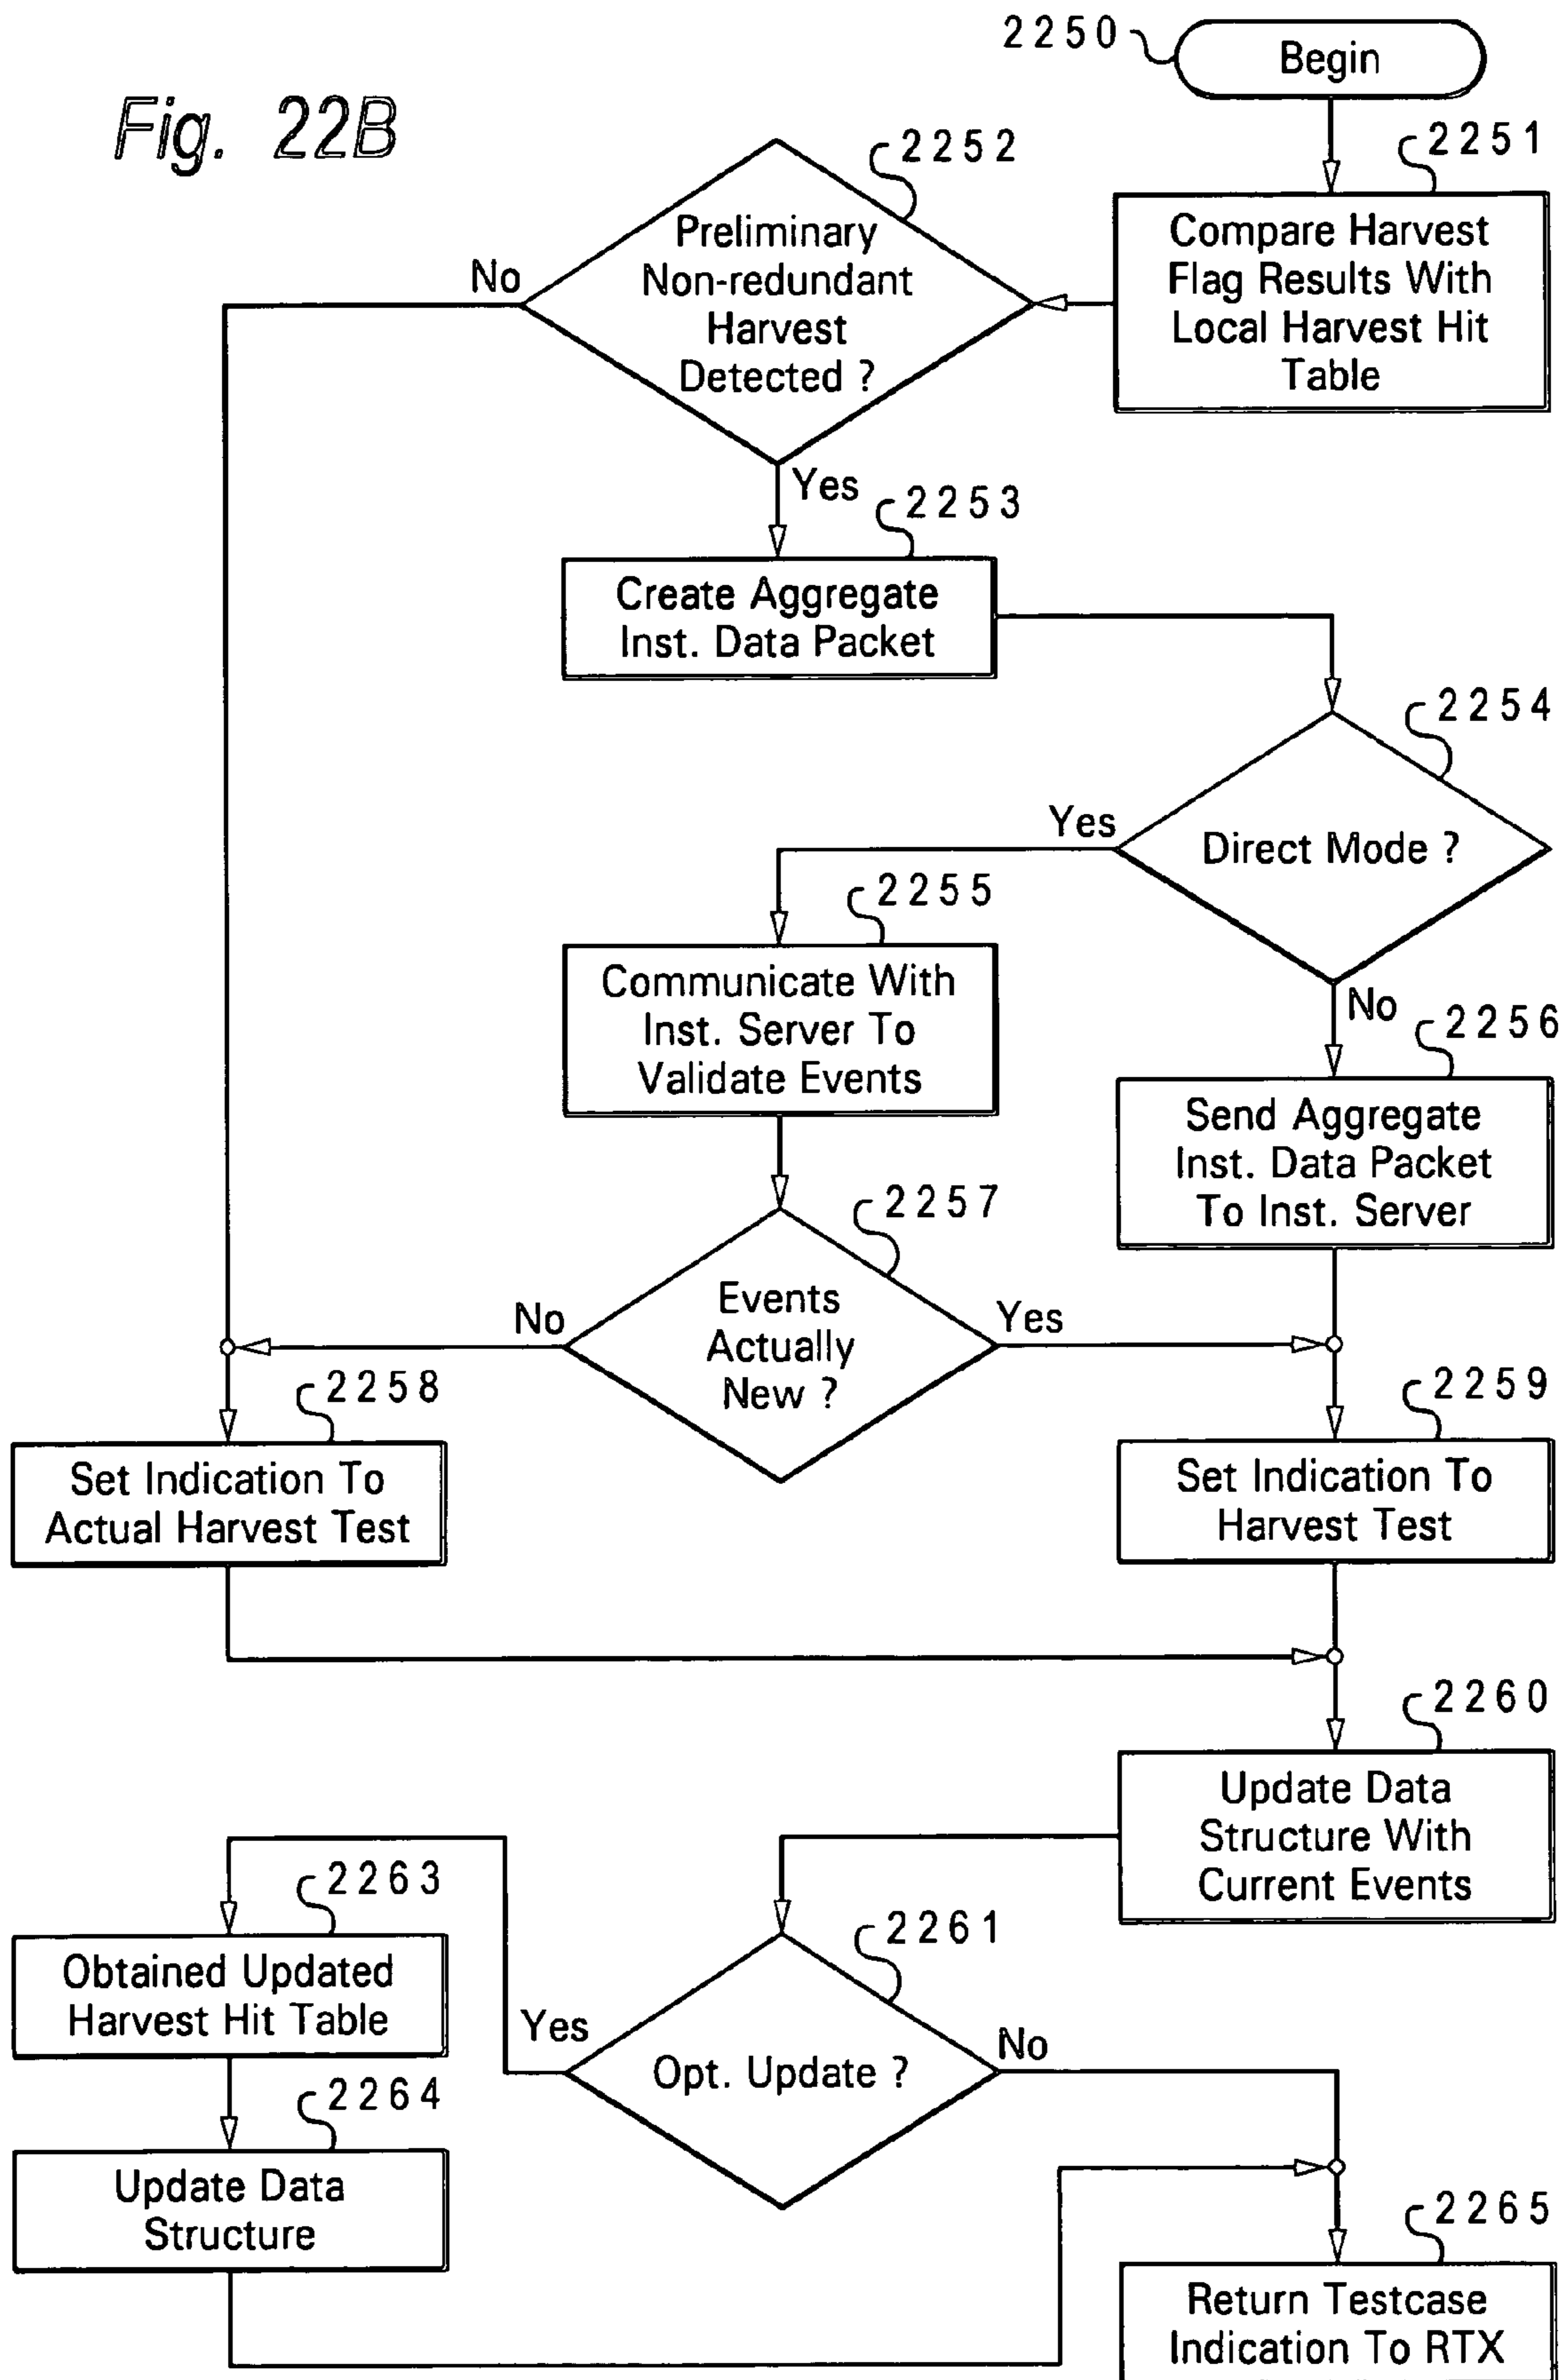 Fig. 22B
2250
Begin
2251
Compare Harvest
Flag Results With
Local Harvest Hit
Table
2252
Preliminary
Non-redundant
Harvest
Detected ?
No
Yes
2253
Create Aggregate
Inst. Data Packet
2254
Direct Mode ?
Yes
No
2255
Communicate With
Inst. Server To
Validate Events
2256
Send Aggregate
Inst. Data Packet
To Inst. Server
2257
Events
Actually
New ?
No
Yes
2258
Set Indication To
Actual Harvest Test
2259
Set Indication To
Harvest Test
2260
Update Data
Structure With
Current Events
2261
Opt. Update ?
Yes
No
2263
Obtained Updated
Harvest Hit Table
2264
Update Data
Structure
2265
Return Testcase
Indication To RTX